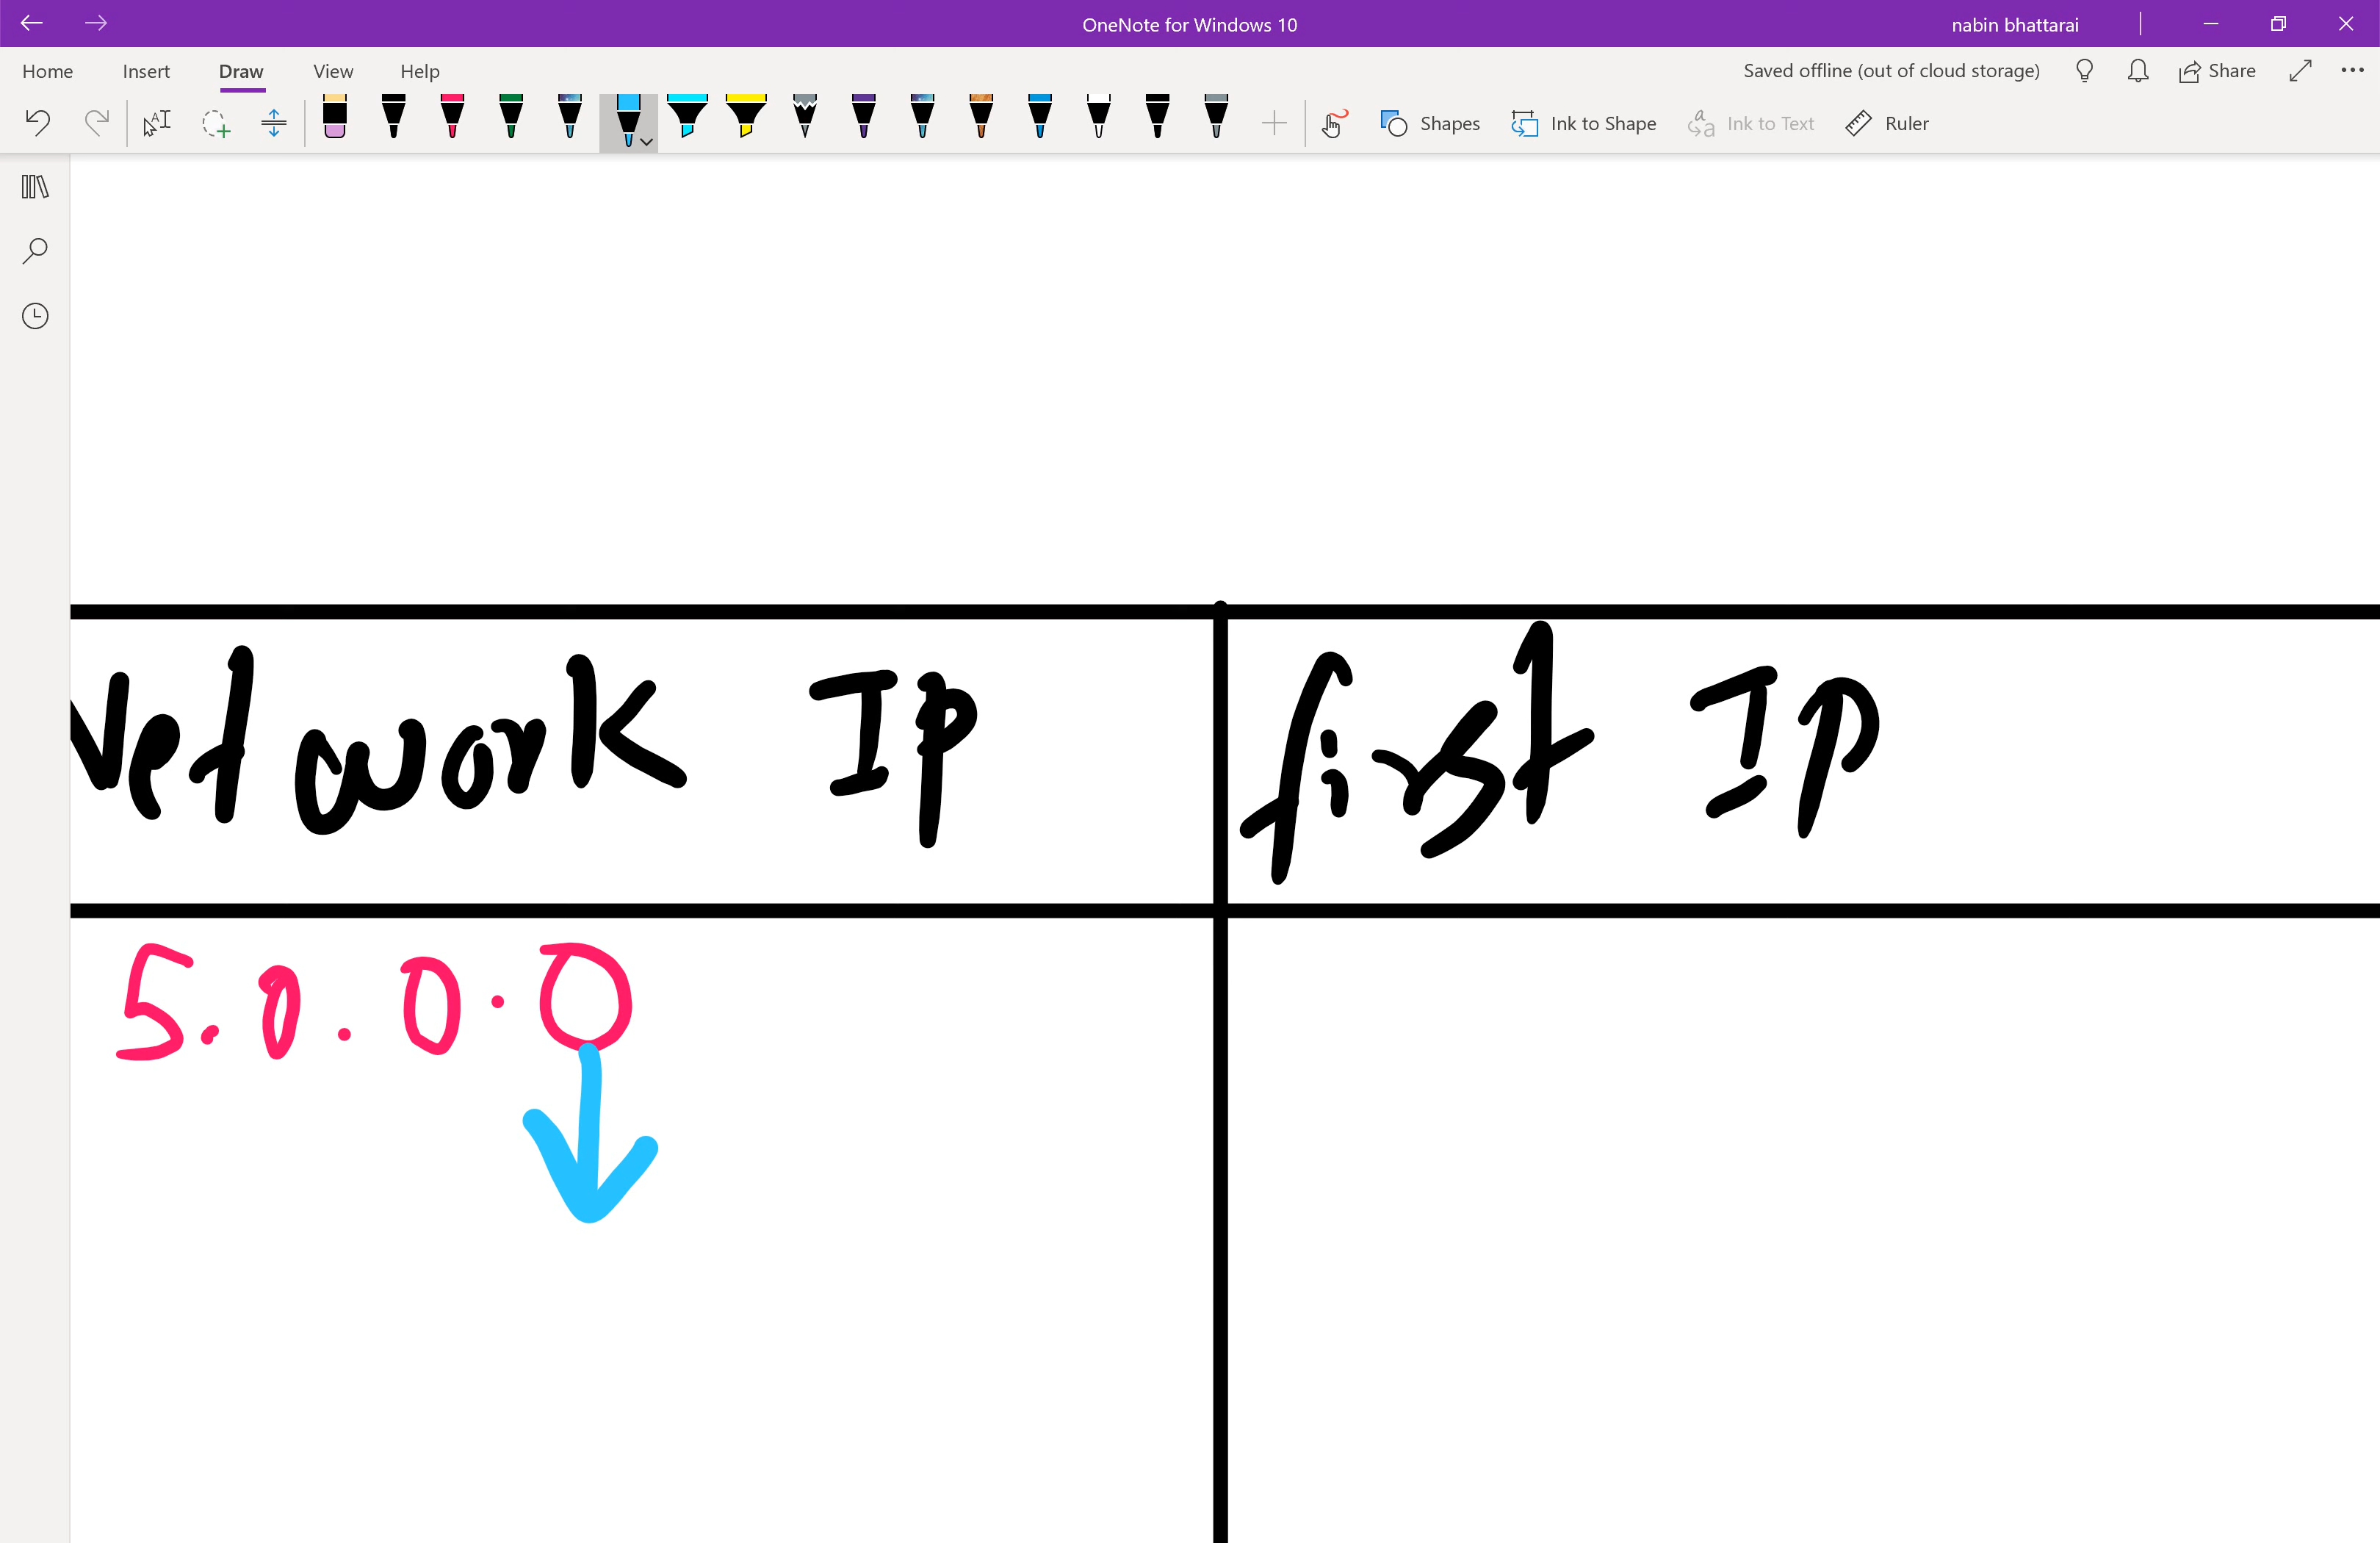 OneNote for Windows 10
nabin bhattarai
Home Insert Draw View Help
Saved offline (out of cloud storage) Share
Shapes Ink to Shape Ink to Text Ruler
Network Ip first Ip
5.0.0.0